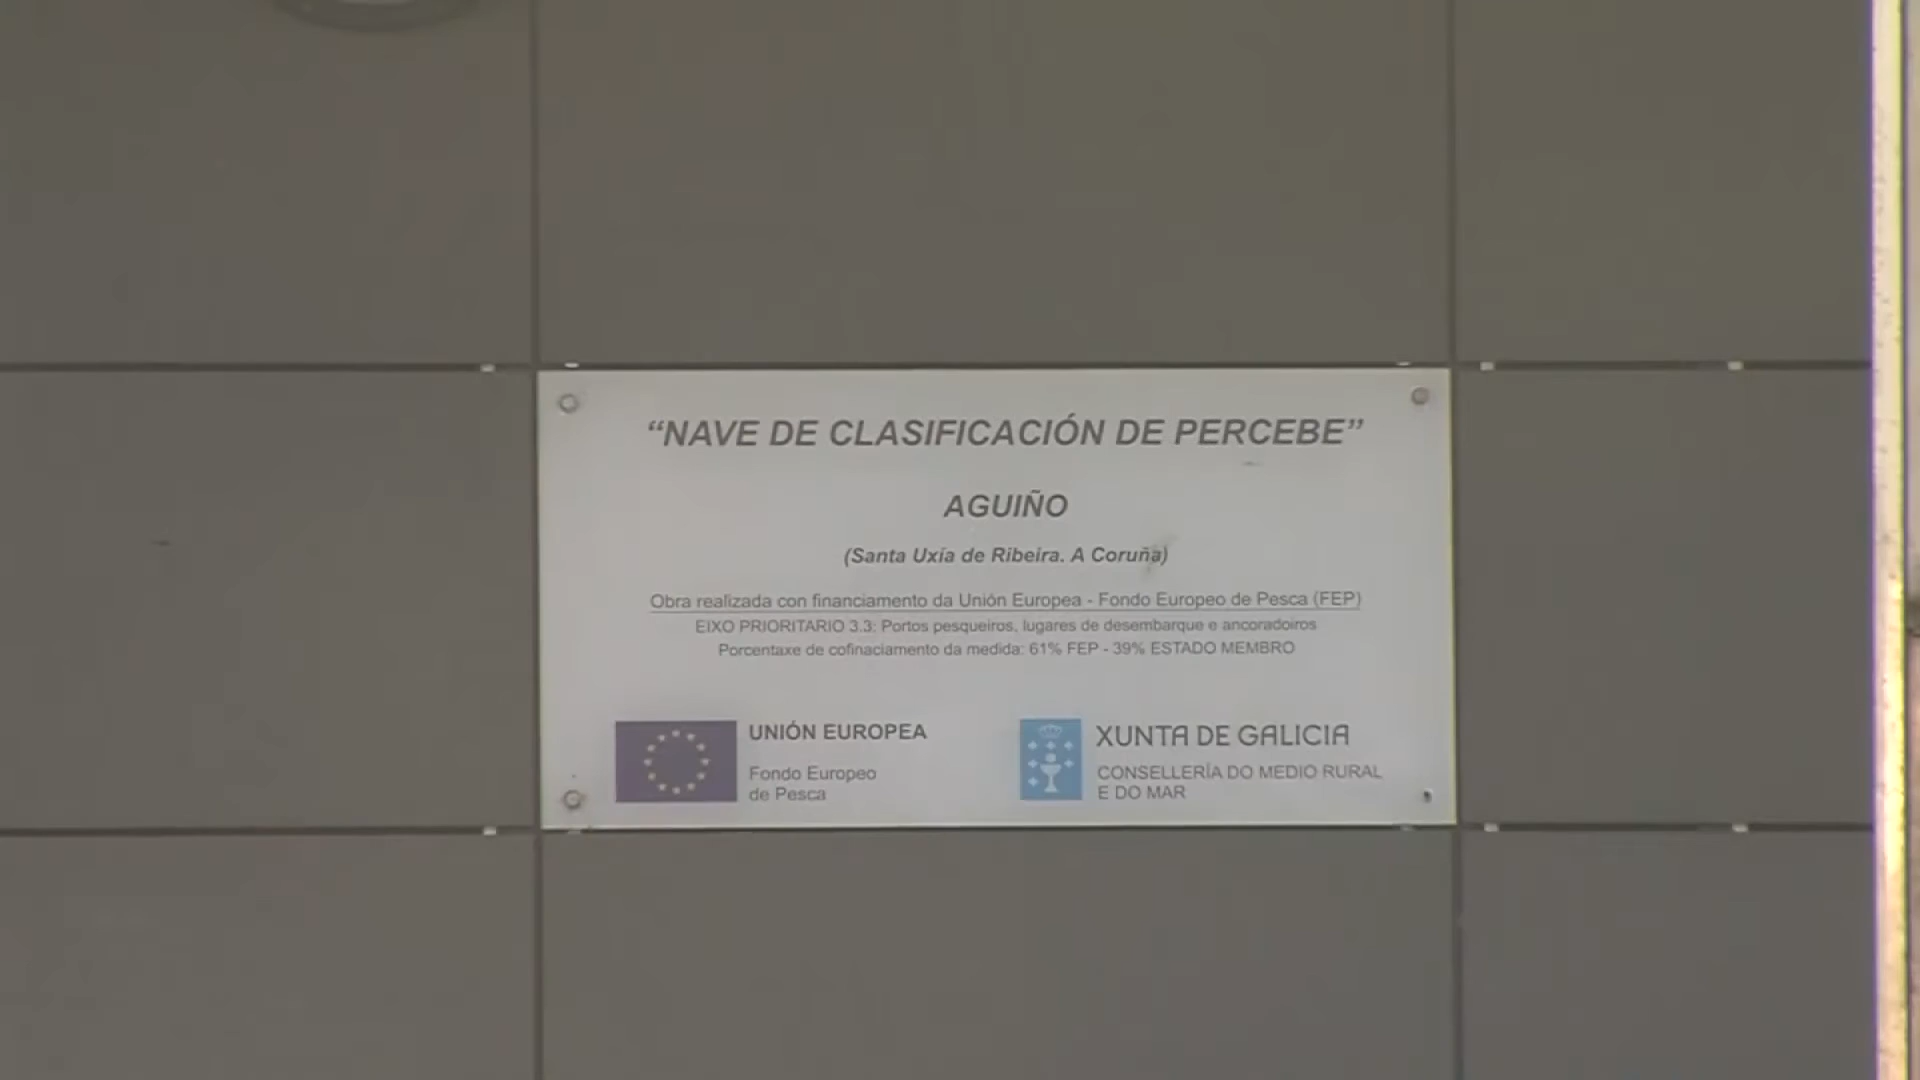 “NAVE DE CLASIFICACIÓN DE PERCEBE”
AGUIÑO
(Santa Uxía de Ribeira. A Coruña)
Obra realizada con financiamento da Unión Europea - Fondo Europeo de Pesca (FEP)
EIXO PRIORITARIO 3.3: Portos pesqueiros, lugares de desembarque e ancoradoiros
Porcentaxe de cofinaciamento da medida: 61% FEP - 39% ESTADO MEMBRO
UNIÓN EUROPEA
Fondo Europeo
de Pesca
XUNTA DE GALICIA
CONSELLERÍA DO MEDIO RURAL
E DO MAR